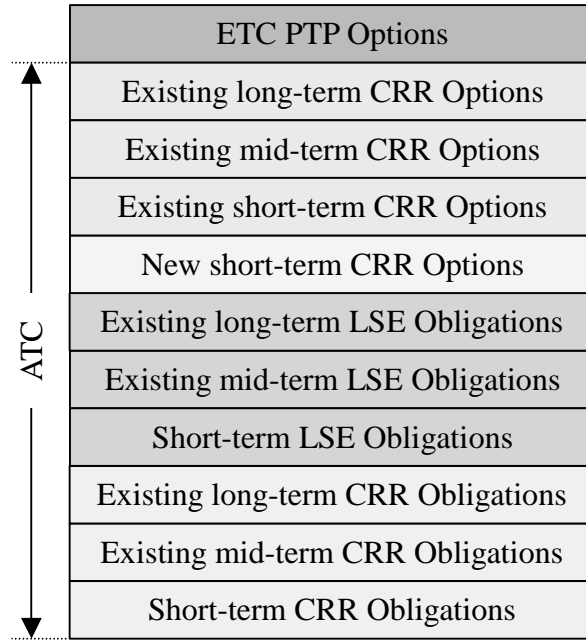 ETC PTP Options
Existing long-term CRR Options
Existing mid-term CRR Options
Existing short-term CRR Options
New short-term CRR Options
Existing long-term LSE Obligations
Existing mid-term LSE Obligations
Short-term LSE Obligations
Existing long-term CRR Obligations
Existing mid-term CRR Obligations
Short-term CRR Obligations
ATC